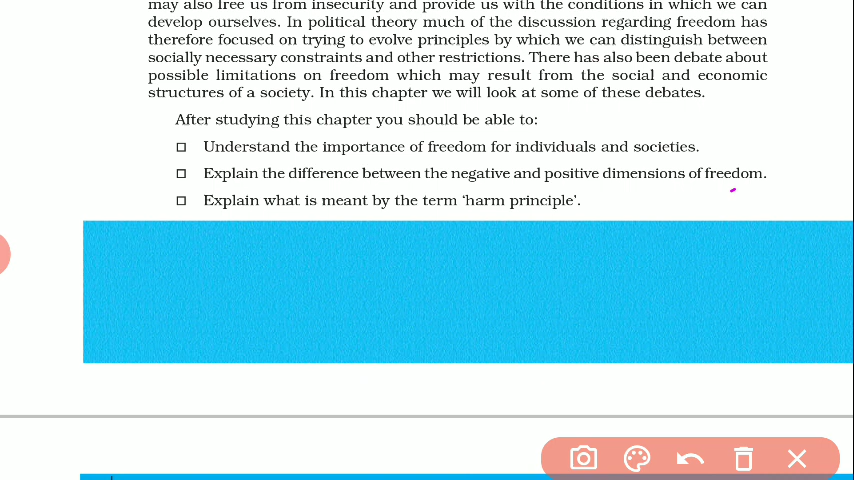 may also free us from insecurity and provide us with the conditions in which we can
develop ourselves. In political theory much of the discussion regarding freedom has
therefore focused on trying to evolve principles by which we can distinguish between
socially necessary constraints and other restrictions. There has also been debate about
possible limitations on freedom which may result from the social and economic
structures of a society. In this chapter we will look at some of these debates.
After studying this chapter you should be able to:
Understand the importance of freedom for individuals and societies.
Explain the difference between the negative and positive dimensions of freedom.
Explain what is meant by the term ‘harm principle’.